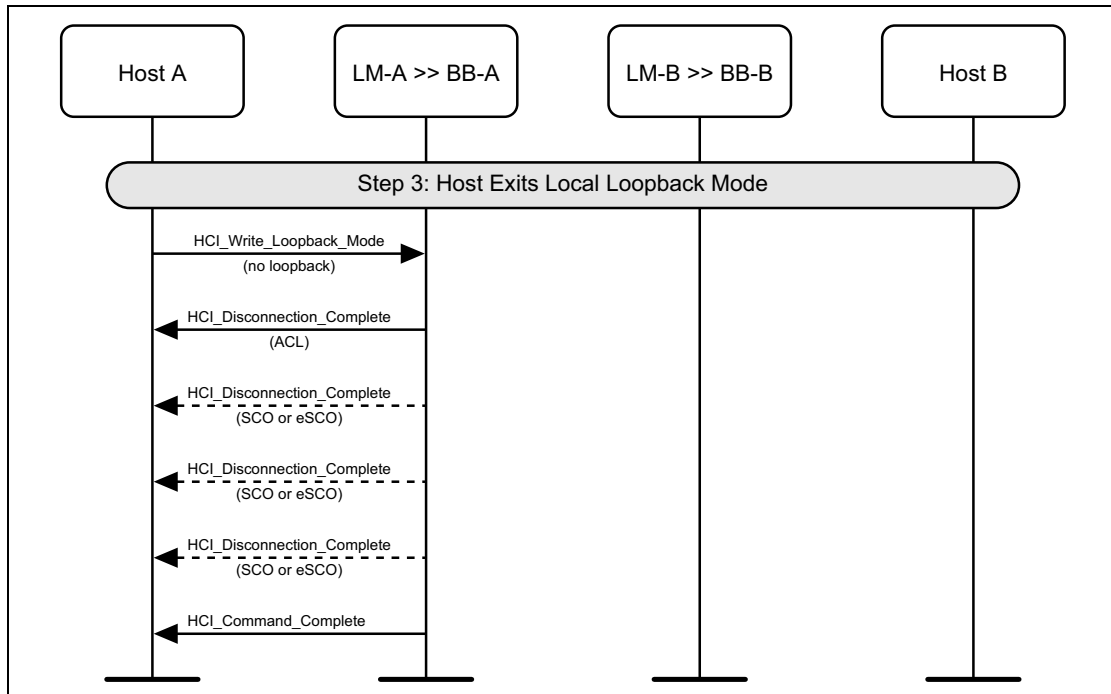 Host A
LM-A >> BB-A
LM-B >> BB-B
Host B
Step 3: Host Exits Local Loopback Mode
HCI_Write_Loopback_Mode
(no loopback)
HCI_Disconnection_Complete
(ACL)
HCI_Disconnection_Complete
(SCO or eSCO)
HCI_Disconnection_Complete
(SCO or eSCO)
HCI_Disconnection_Complete
(SCO or eSCO)
HCI_Command_Complete